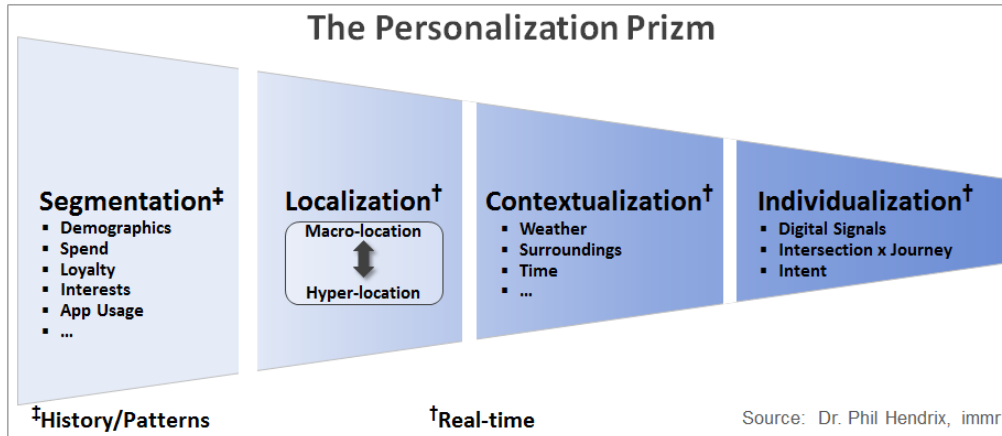 The Personalization Prizm
Segmentation‡
▪ Demographics
▪ Spend
▪ Loyalty
▪ Interests
▪ App Usage
▪ ...
Localization†
Macro-location
Hyper-location
Contextualization†
▪ Weather
▪ Surroundings
▪ Time
▪ ...
Individualization†
▪ Digital Signals
▪ Intersection x Journey
▪ Intent
‡History/Patterns
†Real-time
Source: Dr. Phil Hendrix, immr